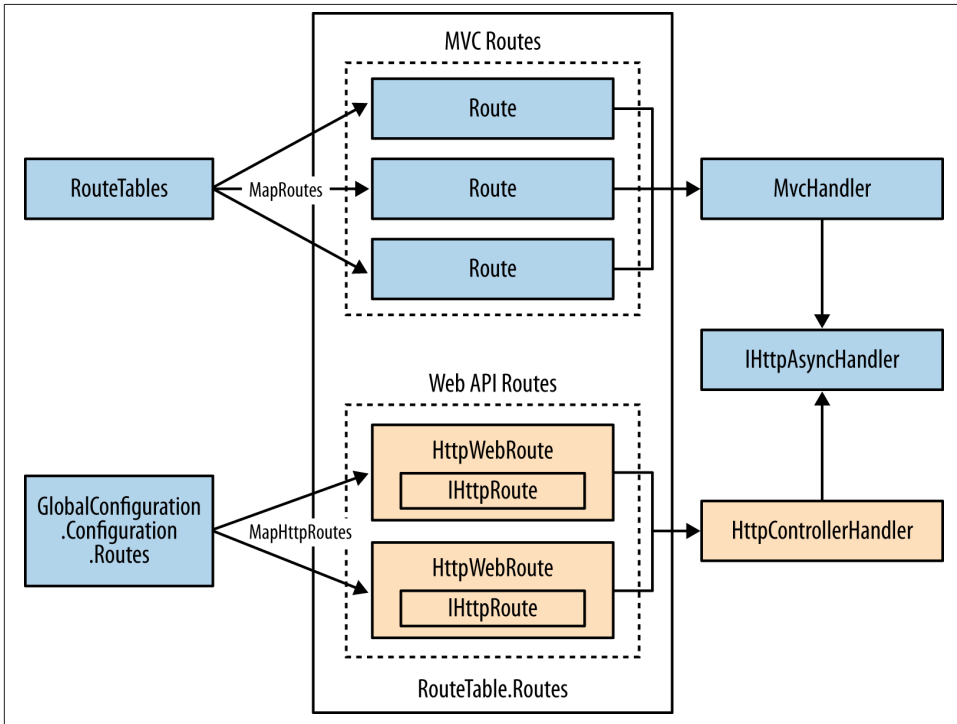 MVC Routes
Route
RouteTables
MapRoutes
Route
MvcHandler
Route
IHttpAsyncHandler
Web API Routes
HttpWebRoute
IHttpRoute
GlobalConfiguration
.Configuration
.Routes
MapHttpRoutes
HttpControllerHandler
HttpWebRoute
IHttpRoute
RouteTable.Routes